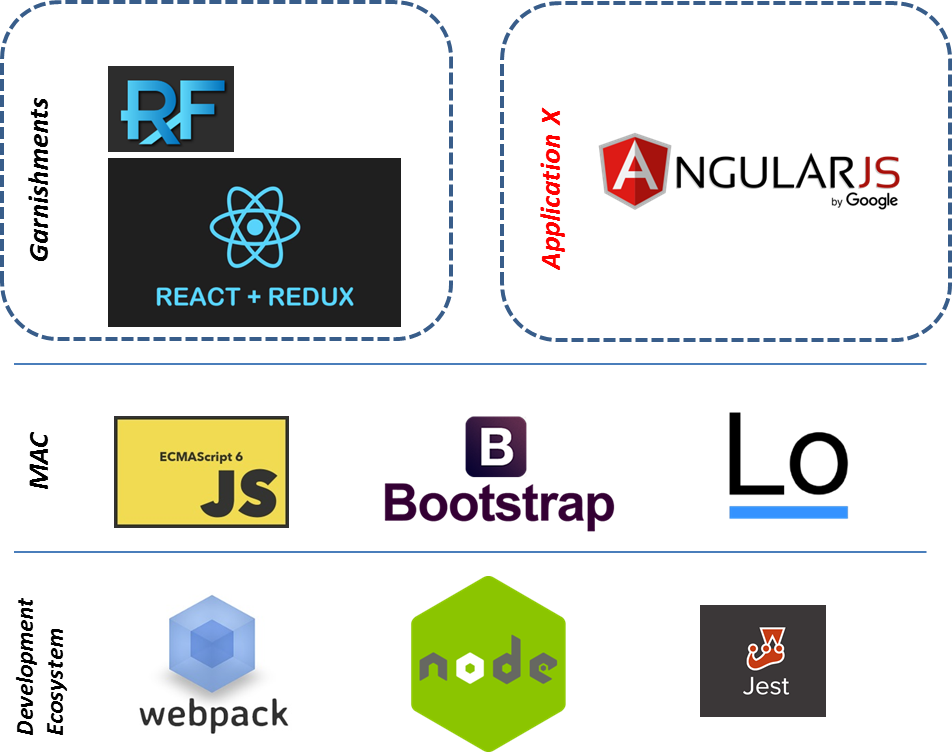 Garnishments
RF
REACT + REDUX
Application X
ANGULARJS
by Google
MAC
ECMAScript 6
JS
B
Bootstrap
Lo
Development
Ecosystem
webpack
node
Jest